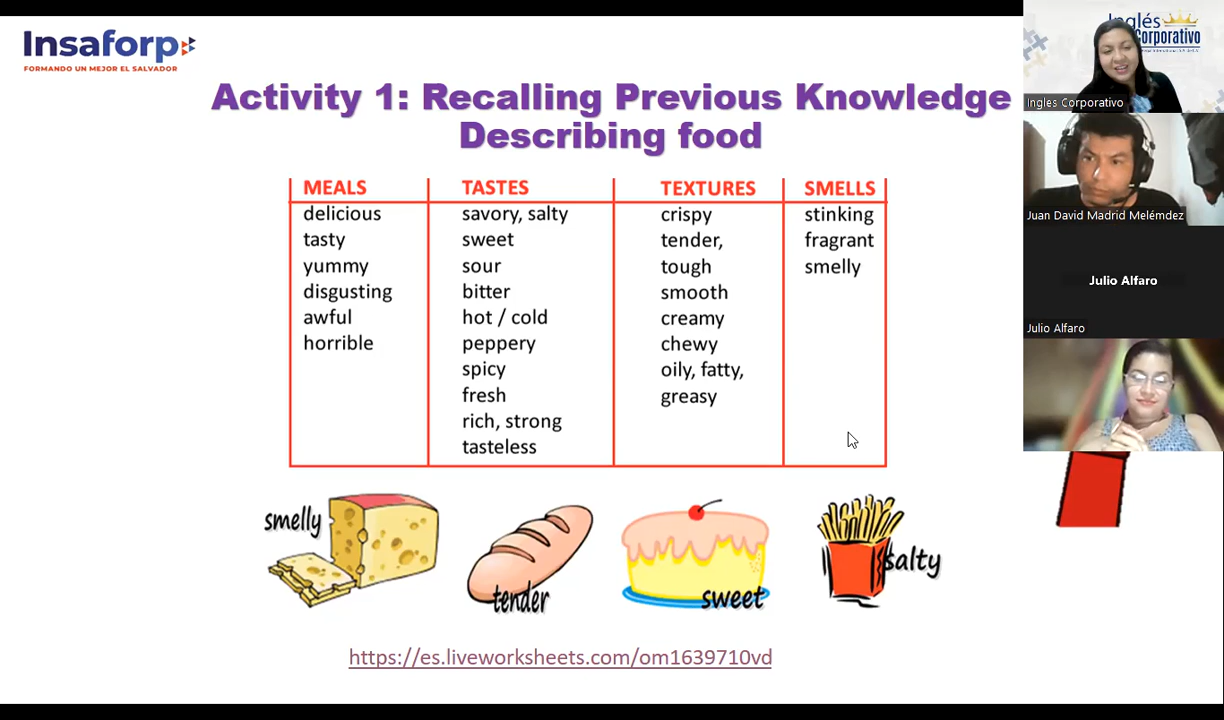 Insaforp
FORMANDO UN MEJOR EL SALVADOR
Activity 1: Recalling Previous Knowledge
Describing food
MEALS
delicious
tasty
yummy
disgusting
awful
horrible
TASTES
savory, salty
sweet
sour
bitter
hot / cold
peppery
spicy
fresh
rich, strong
tasteless
TEXTURES
crispy
tender,
tough
smooth
creamy
chewy
oily, fatty,
greasy
SMELLS
stinking
fragrant
smelly
smelly
tender
sweet
salty
https://es.liveworksheets.com/om1639710vd
Inglés
Corporativo
Ingles Corporativo
Juan David Madrid Melémdez
Julio Alfaro
Julio Alfaro